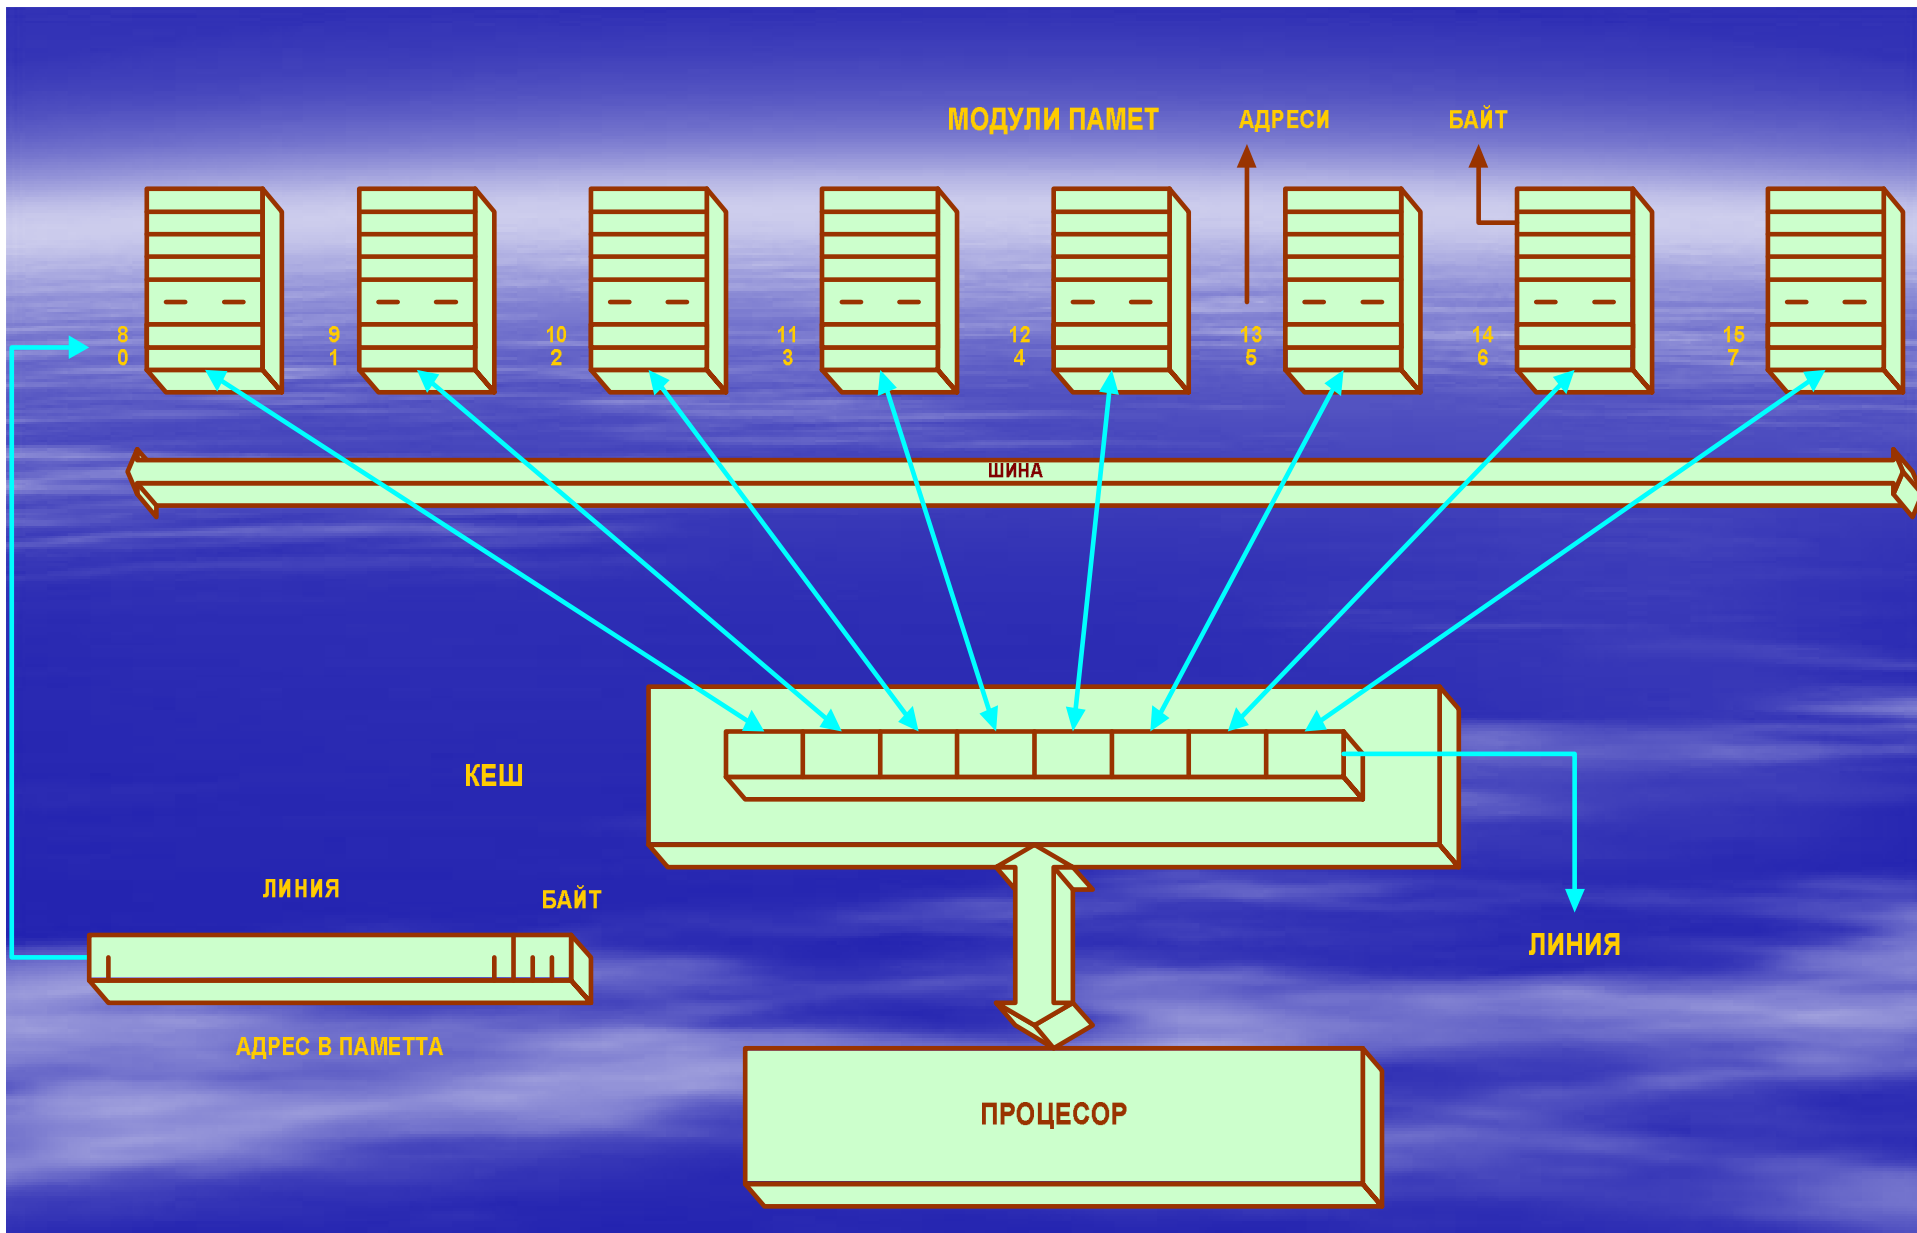 МОДУЛИ ПАМЕТ АДРЕСИ БАЙТ
8 9 10 11 12 13 14 15
0 1 2 3 4 5 6 7
ШИНА
КЕШ
ЛИНИЯ
БАЙТ
ЛИНИЯ
АДРЕС В ПАМЕТТА
ПРОЦЕСОР